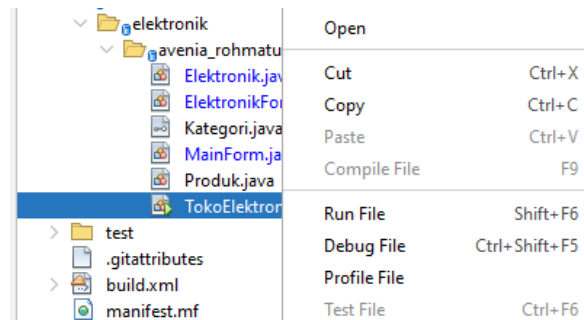 elektronik
avenia_rohmatu
Elektronik.jav
ElektronikFor
Kategori.java
MainForm.ja
Produk.java
TokoElektron
test
.gitattributes
build.xml
manifest.mf
Open
Cut Ctrl+X
Copy Ctrl+C
Paste Ctrl+V
Compile File F9
Run File Shift+F6
Debug File Ctrl+Shift+F5
Profile File
Test File Ctrl+F6